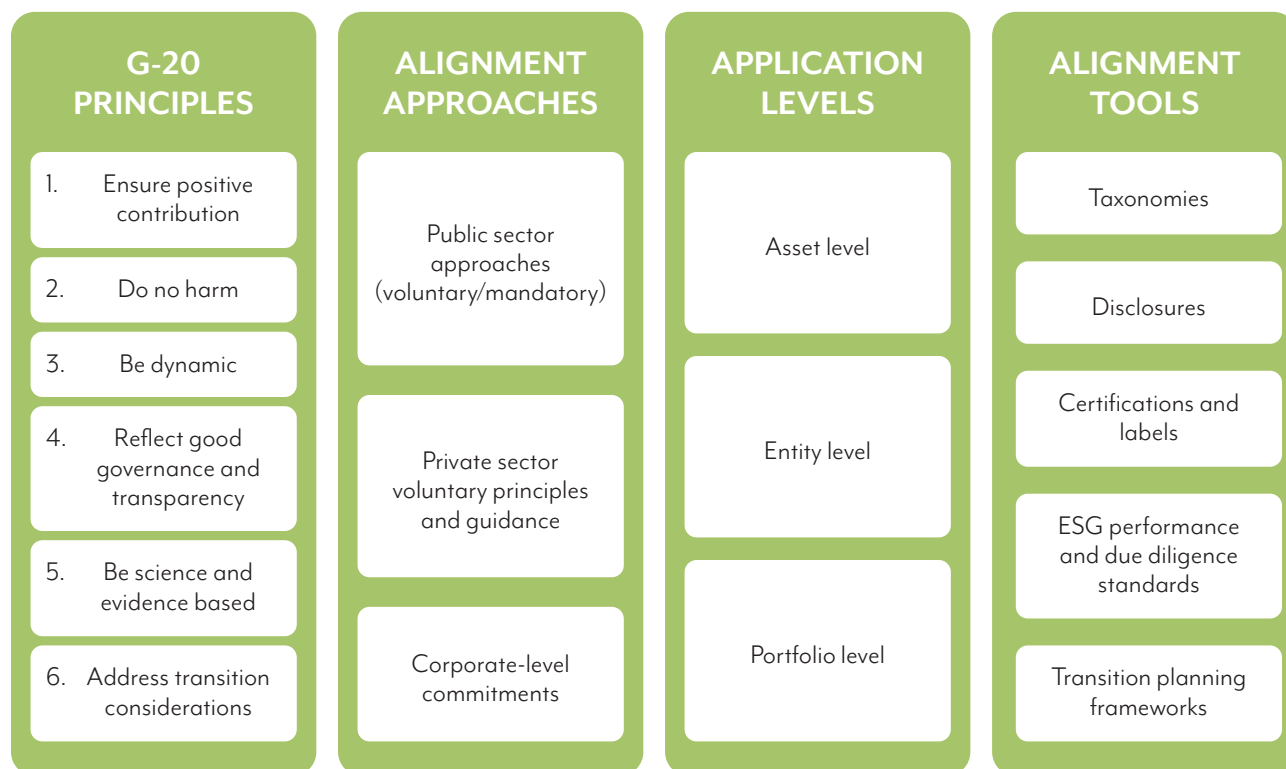 G-20
PRINCIPLES
1. Ensure positive
contribution
2. Do no harm
3. Be dynamic
4. Reflect good
governance and
transparency
5. Be science and
evidence based
6. Address transition
considerations
ALIGNMENT
APPROACHES
Public sector
approaches
(voluntary/mandatory)
Private sector
voluntary principles
and guidance
Corporate-level
commitments
APPLICATION
LEVELS
Asset level
Entity level
Portfolio level
ALIGNMENT
TOOLS
Taxonomies
Disclosures
Certifications and
labels
ESG performance
and due diligence
standards
Transition planning
frameworks